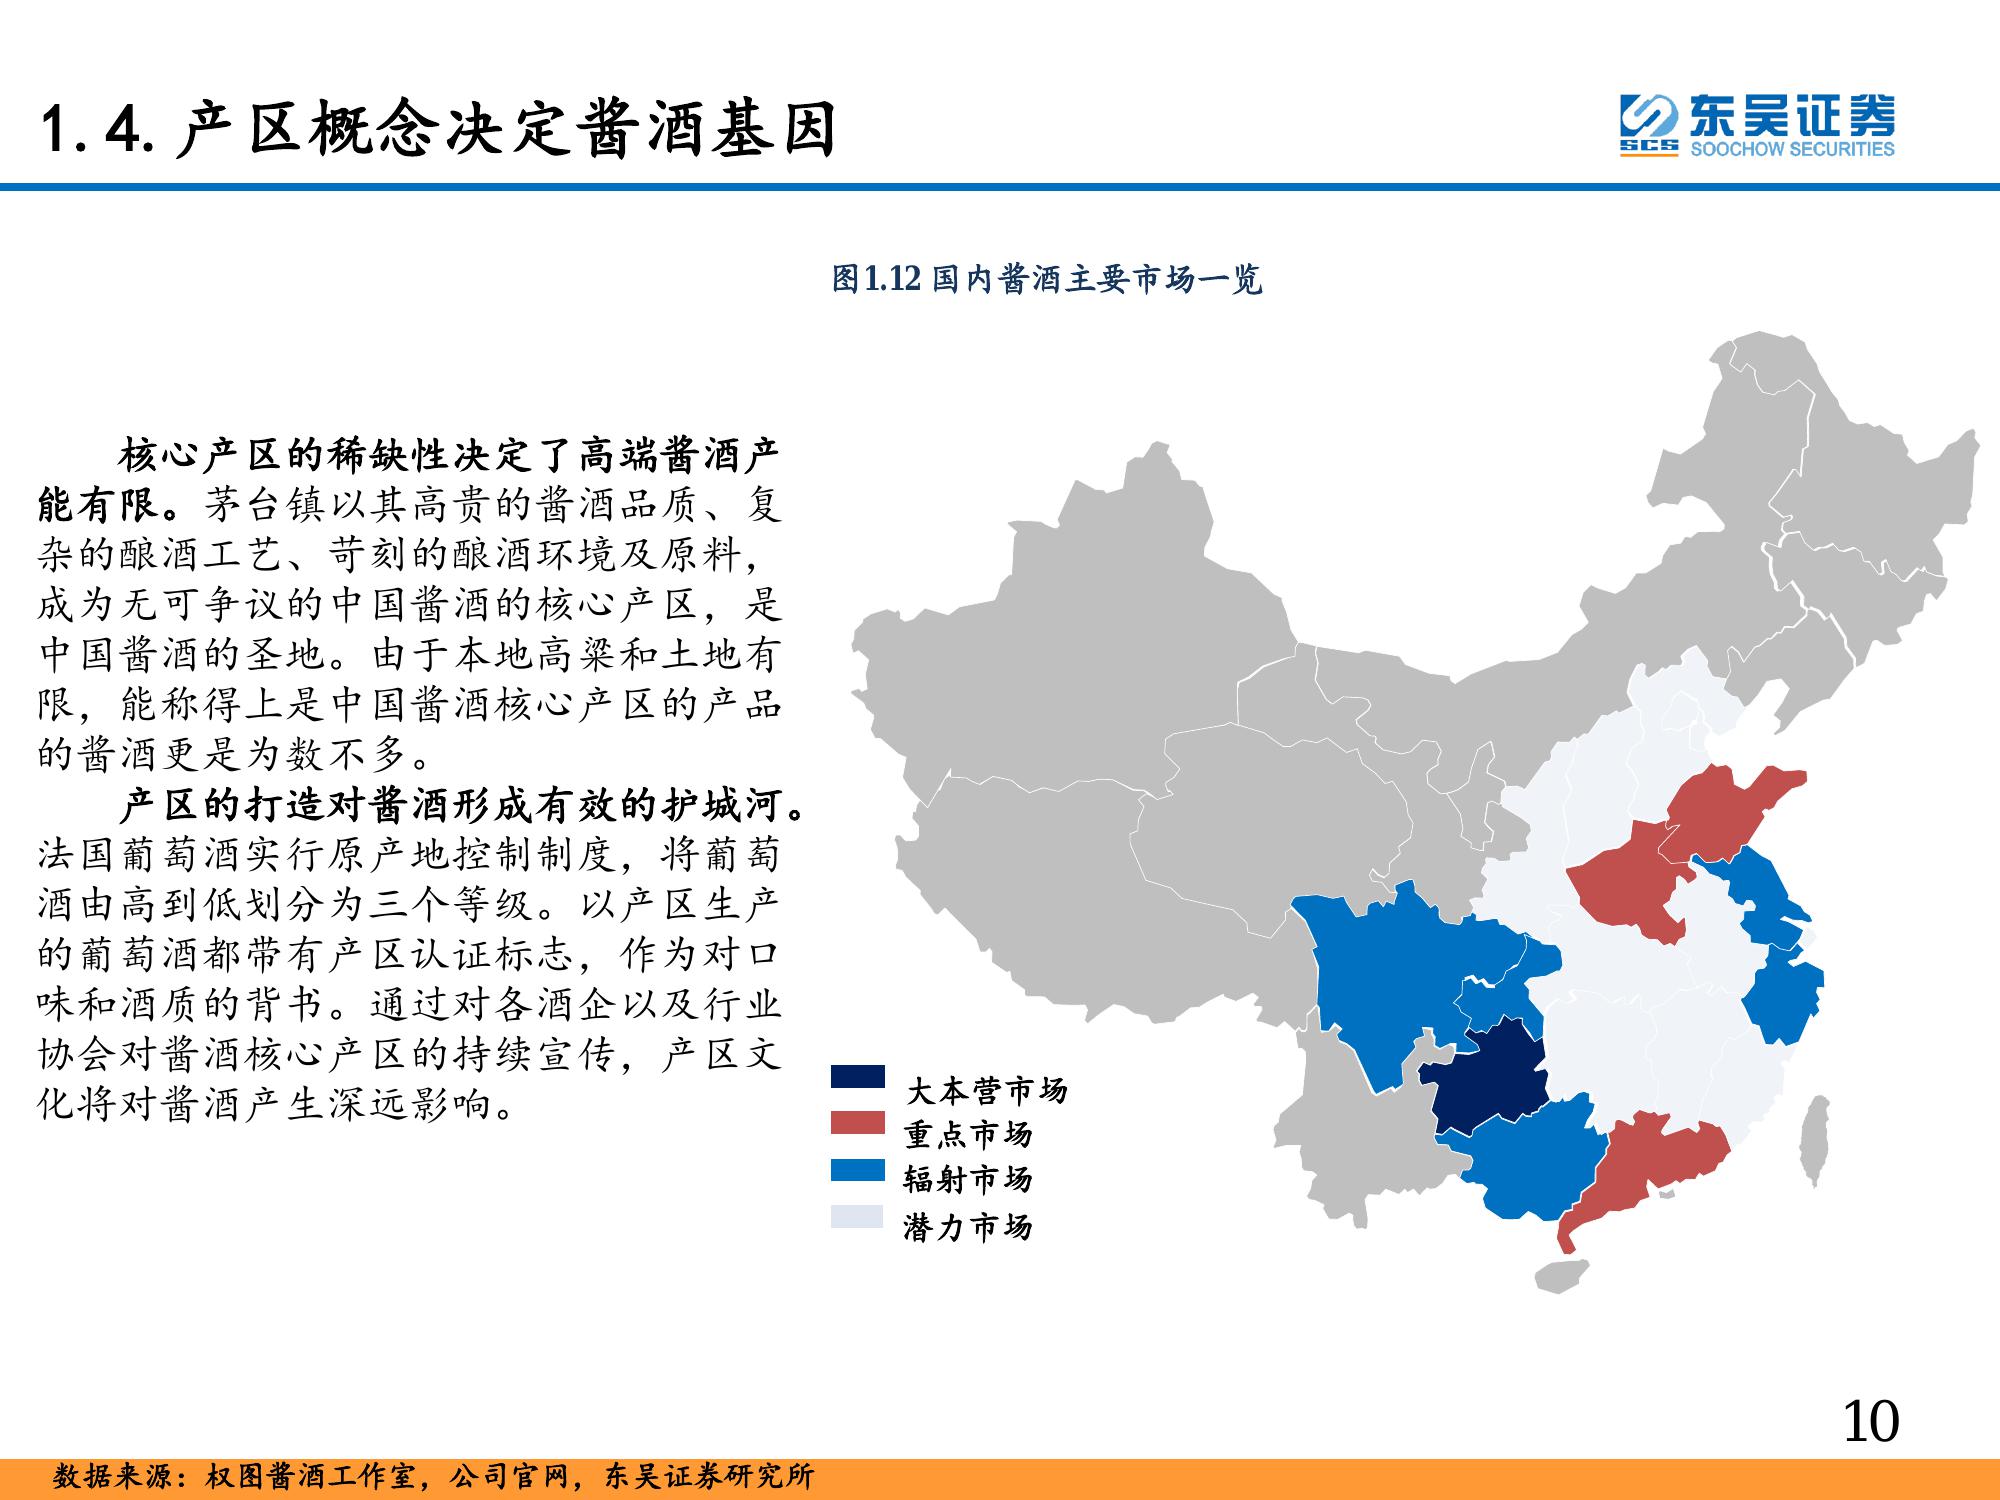 1.4.产区概念决定酱酒基因
东吴证券
SCS
SOOCHOW SECURITIES
图1.12 国内酱酒主要市场一览
核心产区的稀缺性决定了高端酱酒产
能有限。茅台镇以其高贵的酱酒品质、复
杂的酿酒工艺、苛刻的酿酒环境及原料，
成为无可争议的中国酱酒的核心产区，是
中国酱酒的圣地。由于本地高粱和土地有
限，能称得上是中国酱酒核心产区的产品
的酱酒更是为数不多。
产区的打造对酱酒形成有效的护城河。
法国葡萄酒实行原产地控制制度，将葡萄
酒由高到低划分为三个等级。以产区生产
的葡萄酒都带有产区认证标志，作为对口
味和酒质的背书。通过对各酒企以及行业
协会对酱酒核心产区的持续宣传，产区文
化将对酱酒产生深远影响。
大本营市场
重点市场
辐射市场
潜力市场
10
数据来源：权图酱酒工作室，公司官网，东吴证券研究所